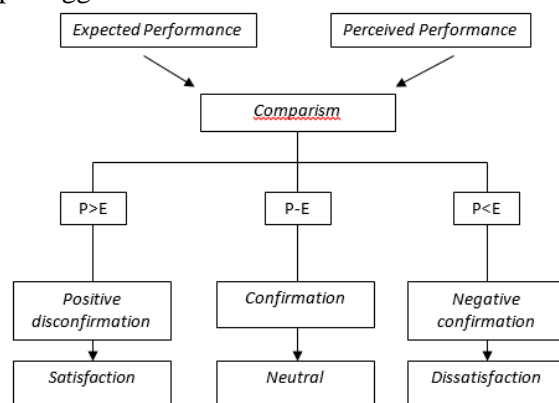 Expected Performance
Perceived Performance
Comparism
P>E
P-E
P<E
Positive
disconfirmation
Confirmation
Negative
confirmation
Satisfaction
Neutral
Dissatisfaction